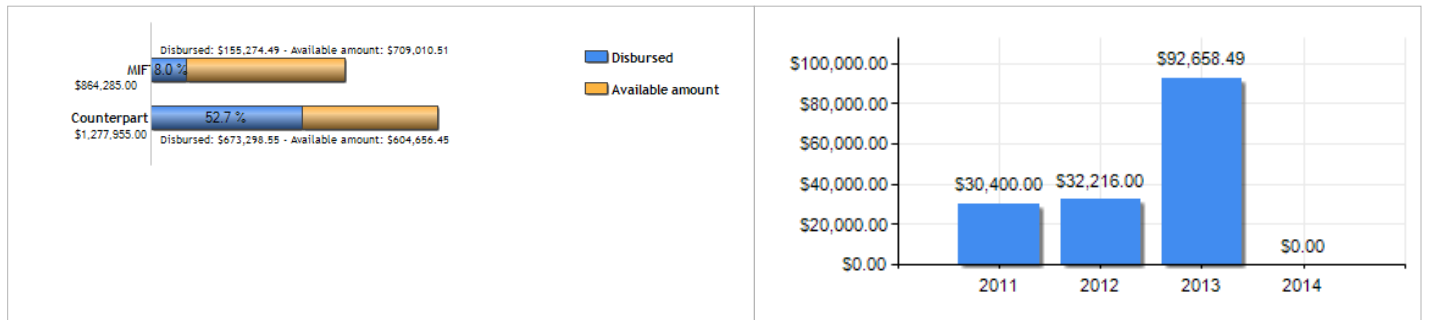 Disbursed: $155,274.49 - Available amount: $709,010.51
MIF 8.0 %
$864,285.00
Counterpart 52.7 %
$1,277,955.00
Disbursed: $673,298.55 - Available amount: $604,656.45
Disbursed
Available amount
$100,000.00
$80,000.00
$60,000.00
$40,000.00
$20,000.00
$0.00
$30,400.00
$32,216.00
$92,658.49
$0.00
2011 2012 2013 2014